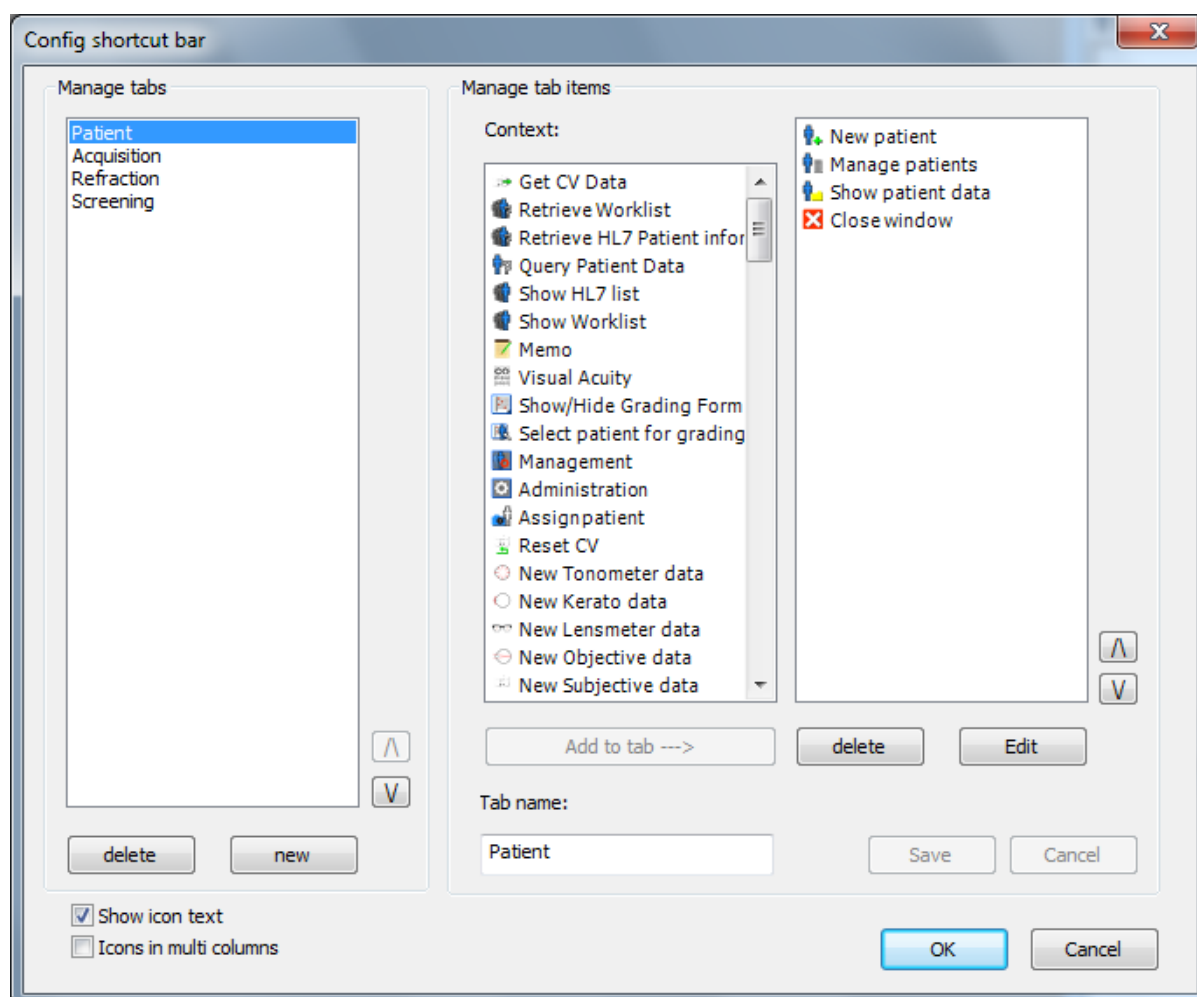 Config shortcut bar
Manage tabs
Patient
Acquisition
Refraction
Screening
/\
V
delete
new
Manage tab items
Context:
Get CV Data
Retrieve Worklist
Retrieve HL7 Patient infor
Query Patient Data
Show HL7 list
Show Worklist
Memo
Visual Acuity
Show/Hide Grading Form
Select patient for grading
Management
Administration
Assign patient
Reset CV
New Tonometer data
New Kerato data
New Lensmeter data
New Objective data
New Subjective data
New patient
Manage patients
Show patient data
Close window
/\
V
Add to tab --->
delete
Edit
Tab name:
Patient
Save
Cancel
Show icon text
Icons in multi columns
OK
Cancel